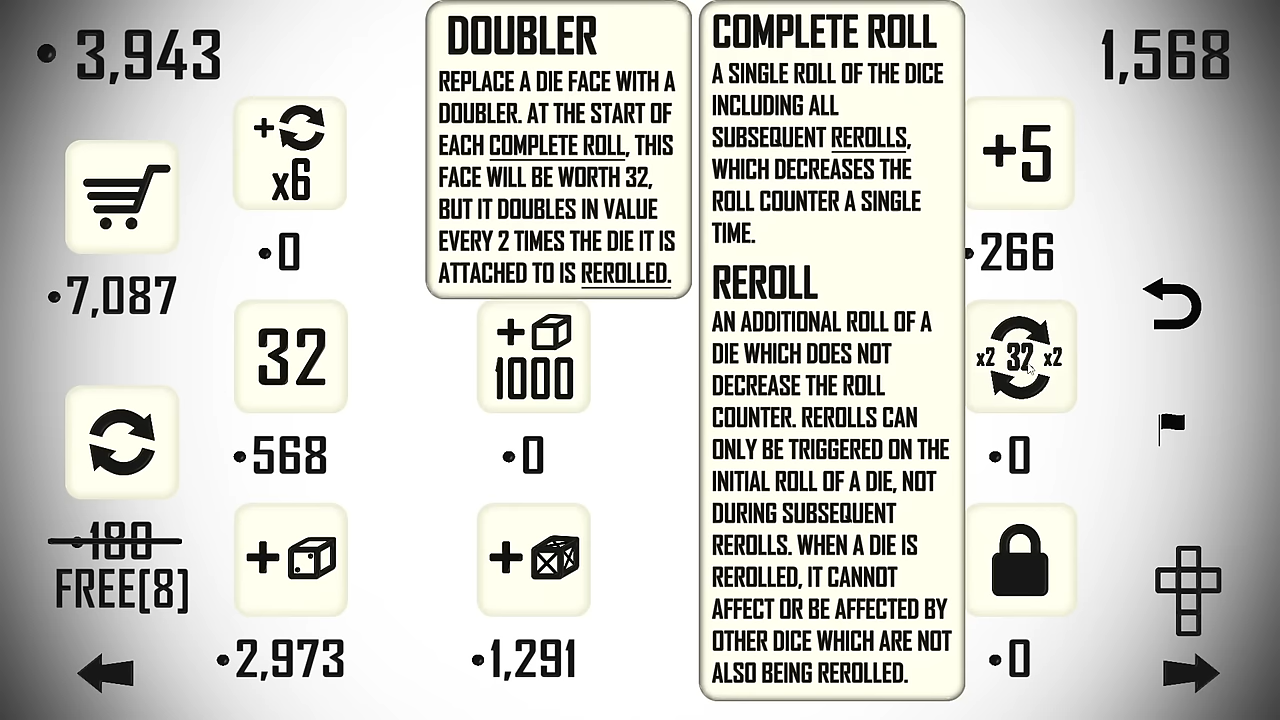 3,943
1,568
DOUBLER
REPLACE A DIE FACE WITH A
DOUBLER. AT THE START OF
EACH COMPLETE ROLL, THIS
FACE WILL BE WORTH 32,
BUT IT DOUBLES IN VALUE
EVERY 2 TIMES THE DIE IT IS
ATTACHED TO IS REROLLED.
COMPLETE ROLL
A SINGLE ROLL OF THE DICE
INCLUDING ALL
SUBSEQUENT REROLLS,
WHICH DECREASES THE
ROLL COUNTER A SINGLE
TIME.
REROLL
AN ADDITIONAL ROLL OF A
DIE WHICH DOES NOT
DECREASE THE ROLL
COUNTER. REROLLS CAN
ONLY BE TRIGGERED ON THE
INITIAL ROLL OF A DIE, NOT
DURING SUBSEQUENT
REROLLS. WHEN A DIE IS
REROLLED, IT CANNOT
AFFECT OR BE AFFECTED BY
OTHER DICE WHICH ARE NOT
ALSO BEING REROLLED.
7,087
180
FREE[8]
+
x6
0
32
568
+
2,973
+
1000
0
+
1,291
+5
266
x2 32 x2
0
0